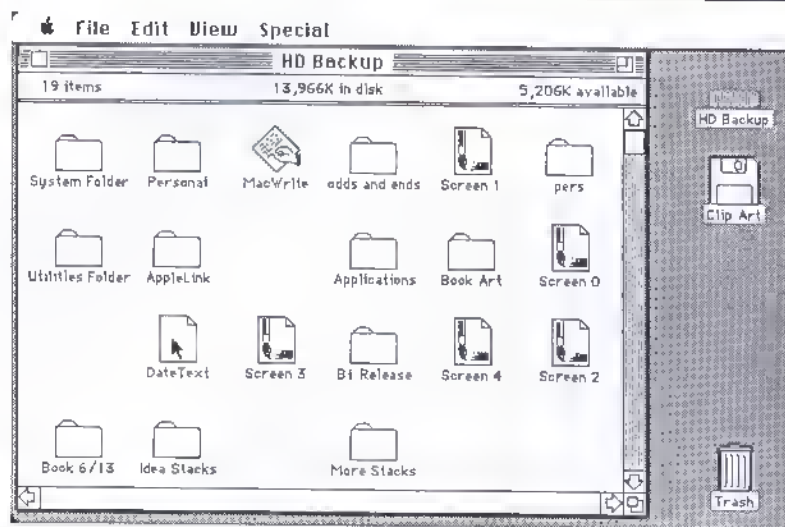 File Edit View Special
HD Backup
19 items 13,966K in disk 5,206K available
HD Backup
System Folder Personal MacWrite odds and ends Screen 1 pers
Clip Art
Utilities Folder AppleLink Applications Book Art Screen 0
DateText Screen 3 Bi Release Screen 4 Screen 2
Book 6/13 Idea Stacks More Stacks
Trash